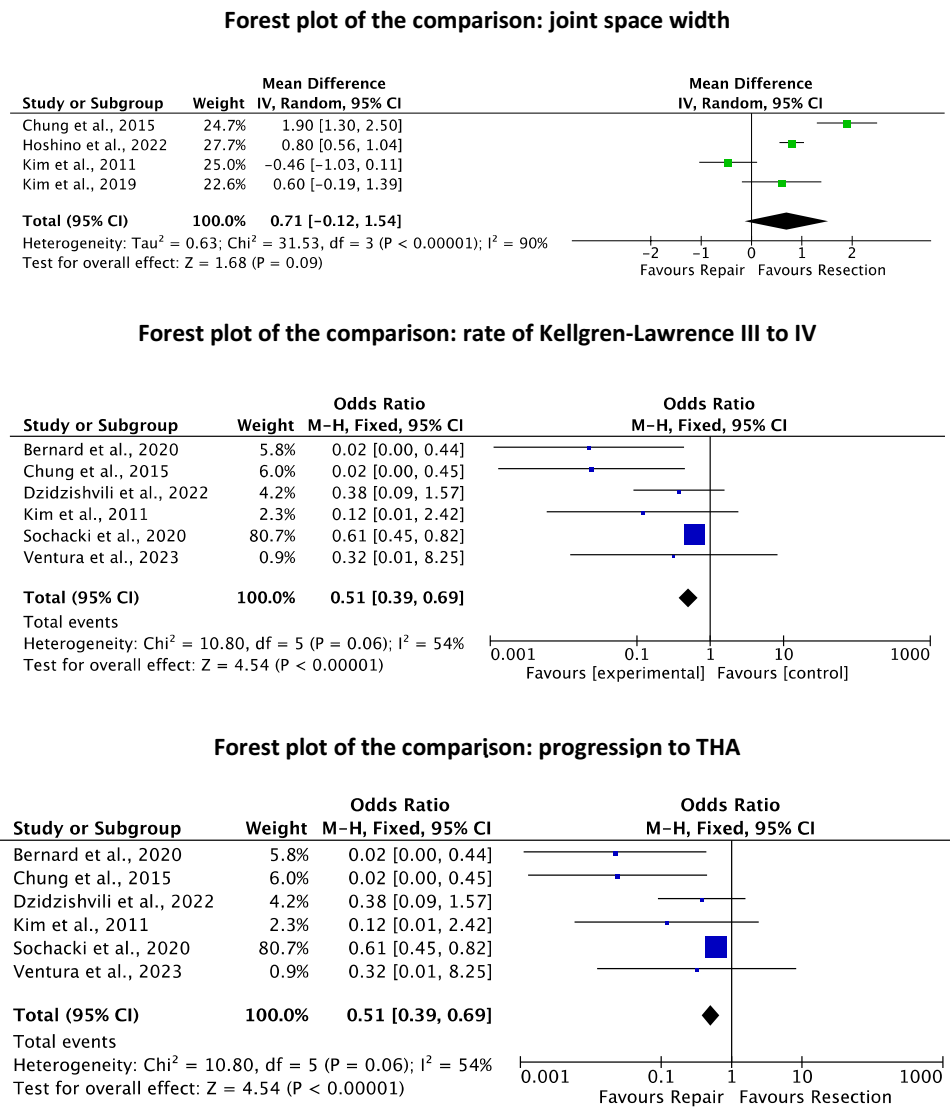 Forest plot of the comparison: joint space width
Mean Difference Mean Difference
Study or Subgroup Weight IV, Random, 95% CI IV, Random, 95% CI
Chung et al., 2015 24.7% 1.90 [1.30, 2.50]
Hoshino et al., 2022 27.7% 0.80 [0.56, 1.04]
Kim et al., 2011 25.0% −0.46 [−1.03, 0.11]
Kim et al., 2019 22.6% 0.60 [−0.19, 1.39]
Total (95% CI) 100.0% 0.71 [−0.12, 1.54]
Heterogeneity: Tau² = 0.63; Chi² = 31.53, df = 3 (P < 0.00001); I² = 90%
Test for overall effect: Z = 1.68 (P = 0.09)
−2 −1 0 1 2
Favours Repair Favours Resection
Forest plot of the comparison: rate of Kellgren-Lawrence III to IV
Odds Ratio Odds Ratio
Study or Subgroup Weight M−H, Fixed, 95% CI M−H, Fixed, 95% CI
Bernard et al., 2020 5.8% 0.02 [0.00, 0.44]
Chung et al., 2015 6.0% 0.02 [0.00, 0.45]
Dzidzishvili et al., 2022 4.2% 0.38 [0.09, 1.57]
Kim et al., 2011 2.3% 0.12 [0.01, 2.42]
Sochacki et al., 2020 80.7% 0.61 [0.45, 0.82]
Ventura et al., 2023 0.9% 0.32 [0.01, 8.25]
Total (95% CI) 100.0% 0.51 [0.39, 0.69]
Total events
Heterogeneity: Chi² = 10.80, df = 5 (P = 0.06); I² = 54%
Test for overall effect: Z = 4.54 (P < 0.00001)
0.001 0.1 1 10 1000
Favours [experimental] Favours [control]
Forest plot of the comparison: progression to THA
Odds Ratio Odds Ratio
Study or Subgroup Weight M−H, Fixed, 95% CI M−H, Fixed, 95% CI
Bernard et al., 2020 5.8% 0.02 [0.00, 0.44]
Chung et al., 2015 6.0% 0.02 [0.00, 0.45]
Dzidzishvili et al., 2022 4.2% 0.38 [0.09, 1.57]
Kim et al., 2011 2.3% 0.12 [0.01, 2.42]
Sochacki et al., 2020 80.7% 0.61 [0.45, 0.82]
Ventura et al., 2023 0.9% 0.32 [0.01, 8.25]
Total (95% CI) 100.0% 0.51 [0.39, 0.69]
Total events
Heterogeneity: Chi² = 10.80, df = 5 (P = 0.06); I² = 54%
Test for overall effect: Z = 4.54 (P < 0.00001)
0.001 0.1 1 10 1000
Favours Repair Favours Resection